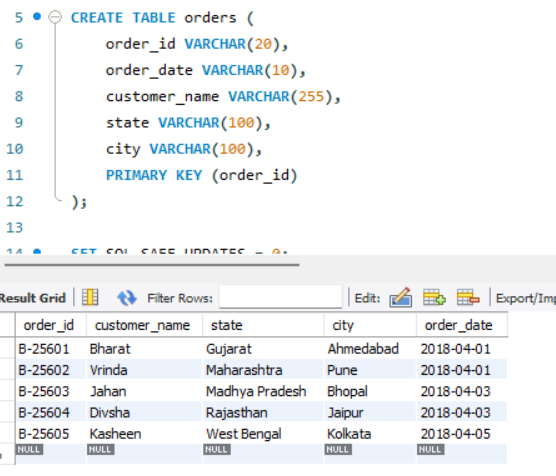 5 CREATE TABLE orders (
6 order_id VARCHAR(20),
7 order_date VARCHAR(10),
8 customer_name VARCHAR(255),
9 state VARCHAR(100),
10 city VARCHAR(100),
11 PRIMARY KEY (order_id)
12 );
13
14 SET SQL_SAFE_UPDATES = 0;
Result Grid Filter Rows: Edit: Export/Imp
order_id customer_name state city order_date
B-25601 Bharat Gujarat Ahmedabad 2018-04-01
B-25602 Vrinda Maharashtra Pune 2018-04-01
B-25603 Jahan Madhya Pradesh Bhopal 2018-04-03
B-25604 Divsha Rajasthan Jaipur 2018-04-03
B-25605 Kasheen West Bengal Kolkata 2018-04-05
NULL NULL NULL NULL NULL